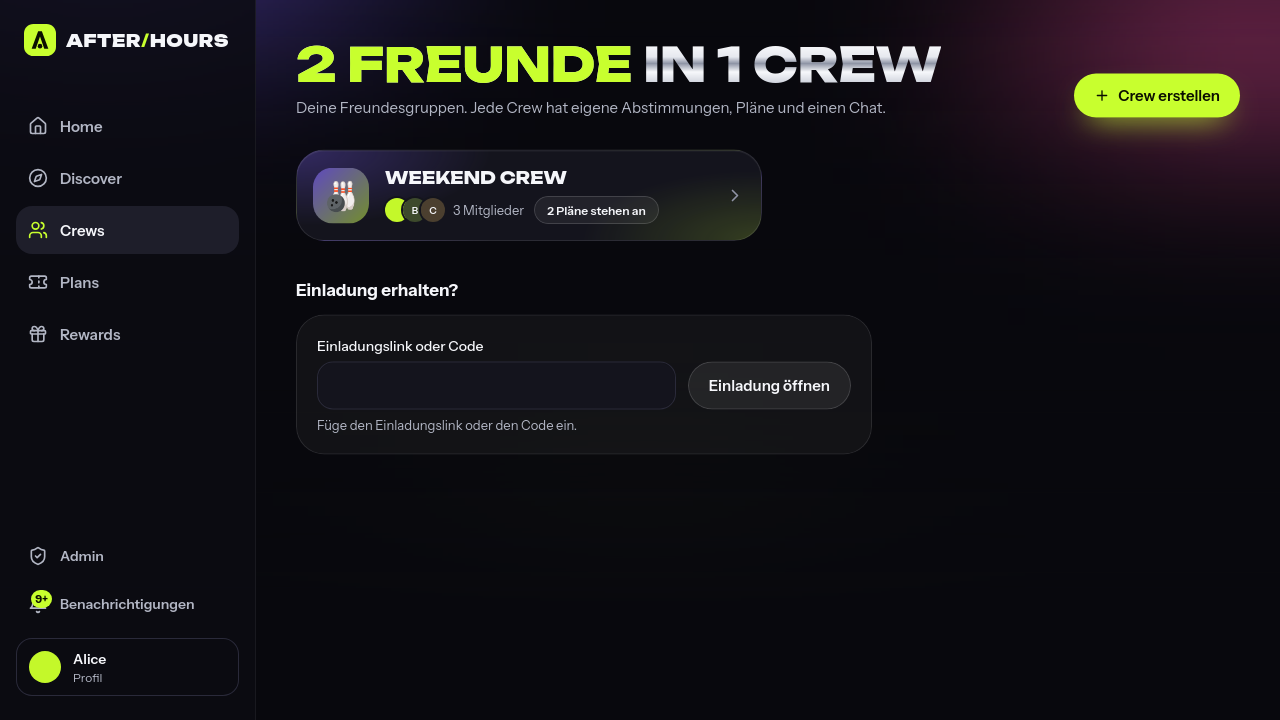 AFTER/HOURS
Home
Discover
Crews
Plans
Rewards
Admin
9+
Benachrichtigungen
Alice
Profil
2 FREUNDE IN 1 CREW
Deine Freundesgruppen. Jede Crew hat eigene Abstimmungen, Pläne und einen Chat.
Crew erstellen
WEEKEND CREW
B C 3 Mitglieder 2 Pläne stehen an
Einladung erhalten?
Einladungslink oder Code
Einladung öffnen
Füge den Einladungslink oder den Code ein.